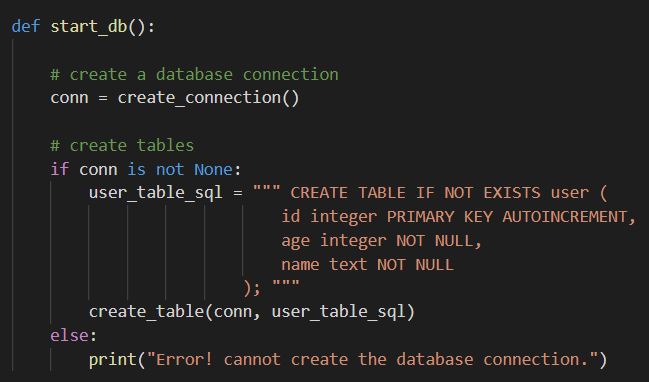 def start_db():
# create a database connection
conn = create_connection()
# create tables
if conn is not None:
user_table_sql = """ CREATE TABLE IF NOT EXISTS user (
id integer PRIMARY KEY AUTOINCREMENT,
age integer NOT NULL,
name text NOT NULL
); """
create_table(conn, user_table_sql)
else:
print("Error! cannot create the database connection.")